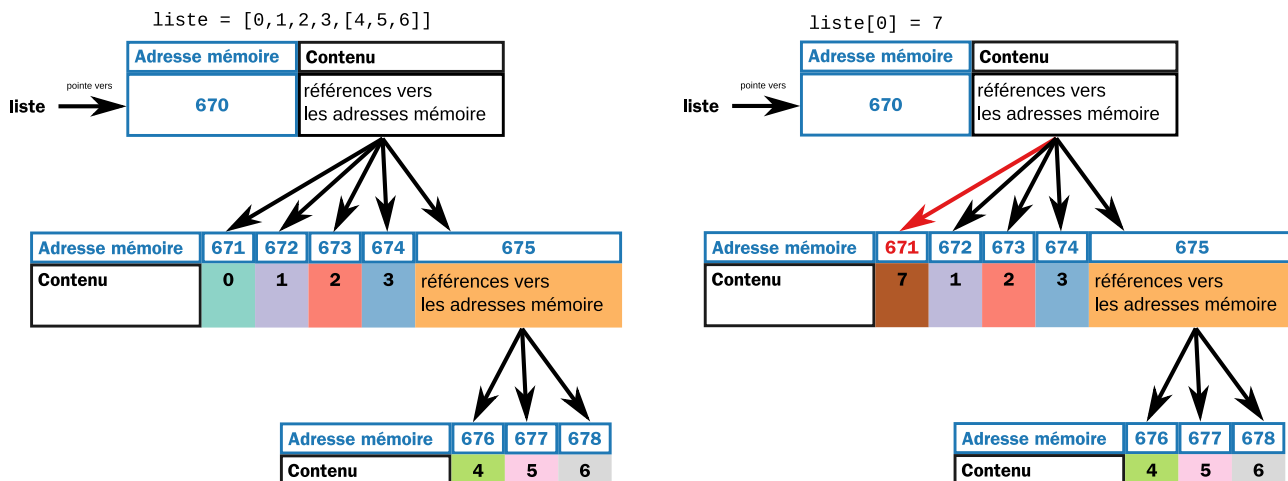 liste = [0,1,2,3,[4,5,6]]
Adresse mémoire Contenu
pointe vers
liste 670 références vers
les adresses mémoire
Adresse mémoire 671 672 673 674 675
Contenu 0 1 2 3 références vers
les adresses mémoire
Adresse mémoire 676 677 678
Contenu 4 5 6
liste[0] = 7
Adresse mémoire Contenu
pointe vers
liste 670 références vers
les adresses mémoire
Adresse mémoire 671 672 673 674 675
Contenu 7 1 2 3 références vers
les adresses mémoire
Adresse mémoire 676 677 678
Contenu 4 5 6